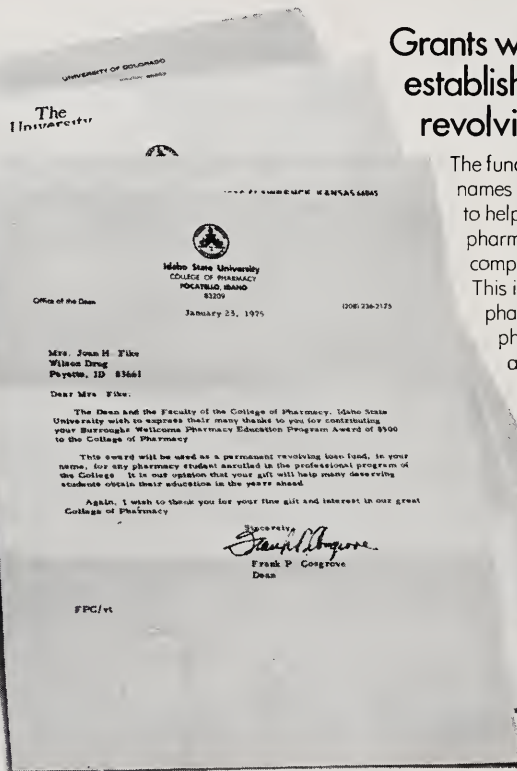 Grants w
establish
revolvi
The fund
names
to help
pharm
comp
This i
pha
ph
a
UNIVERSITY OF COLORADO
The
University
LAWRENCE KANSAS 66045
Idaho State University
COLLEGE OF PHARMACY
POCATELLO, IDAHO
83209
Office of the Dean
(208) 236-2175
January 23, 1975
Mrs. Joan H. Fike
Wilson Drug
Payette, ID 83661
Dear Mrs. Fike:
The Dean and the Faculty of the College of Pharmacy, Idaho State
University wish to express their many thanks to you for contributing
your Burroughs Wellcome Pharmacy Education Program Award of $500
to the College of Pharmacy
This award will be used as a permanent revolving loan fund, in your
name, for any pharmacy student enrolled in the professional program of
the College It is our opinion that your gift will help many deserving
students obtain their education in the years ahead
Again, I wish to thank you for your fine gift and interest in our great
College of Pharmacy
Sincerely,
Frank P Cosgrove
Frank P Cosgrove
Dean
FPC/vt